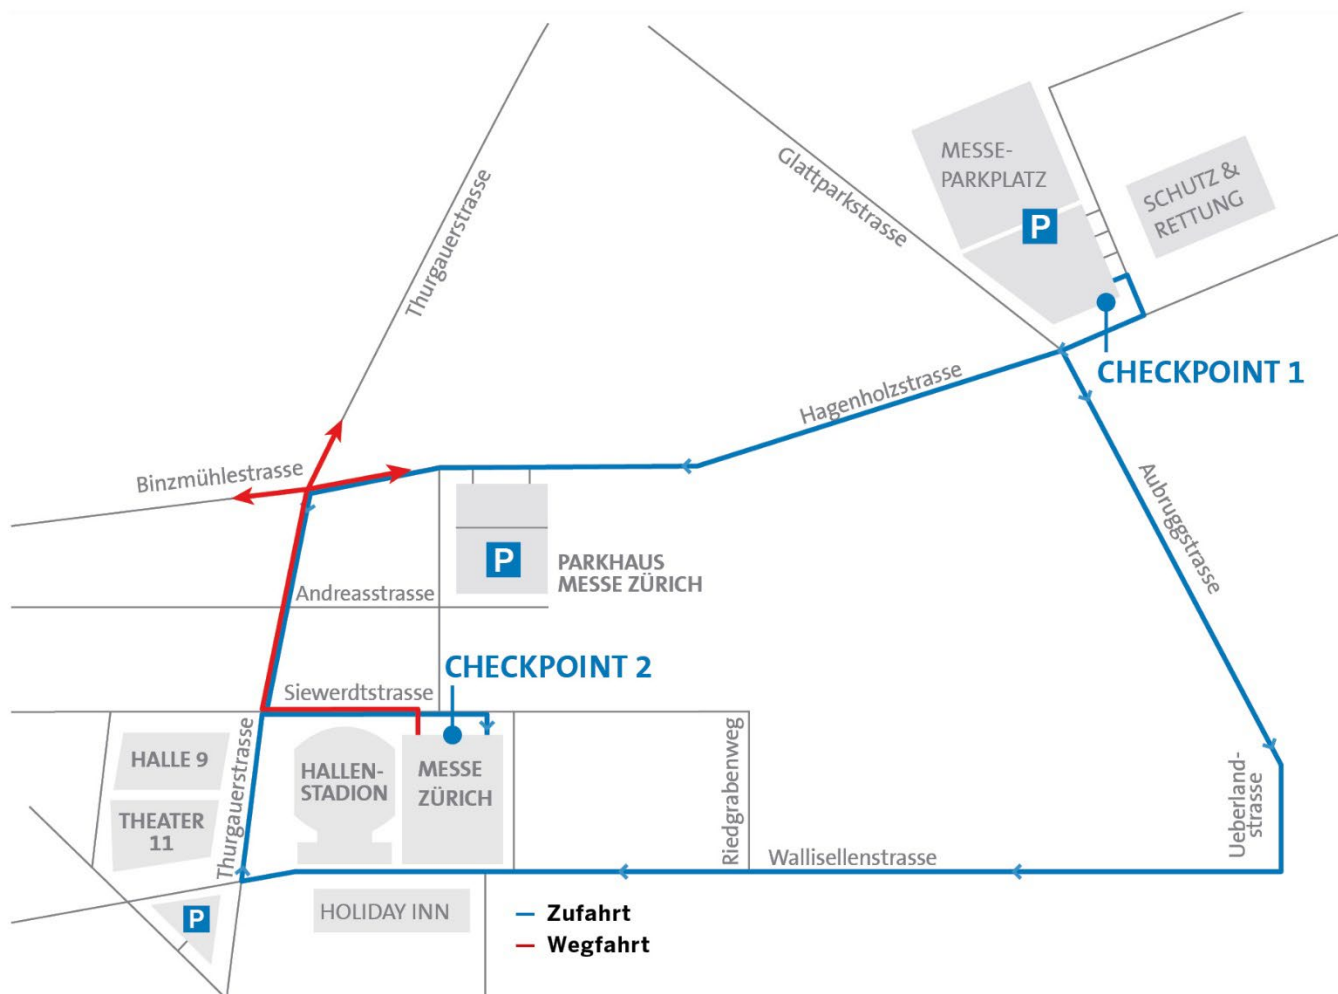 MESSE-
PARKPLATZ
P
SCHUTZ &
RETTUNG
Glattparkstrasse
Thurgauerstrasse
CHECKPOINT 1
Hagenholzstrasse
Binzmühlestrasse
Aubruggstrasse
P
PARKHAUS
MESSE ZÜRICH
Andreasstrasse
CHECKPOINT 2
Siewerdtstrasse
Thurgauerstrasse
HALLE 9
THEATER
11
HALLEN-
STADION
MESSE
ZÜRICH
Riedgrabenweg
Ueberland-
strasse
Wallisellenstrasse
P
HOLIDAY INN
Zufahrt
Wegfahrt